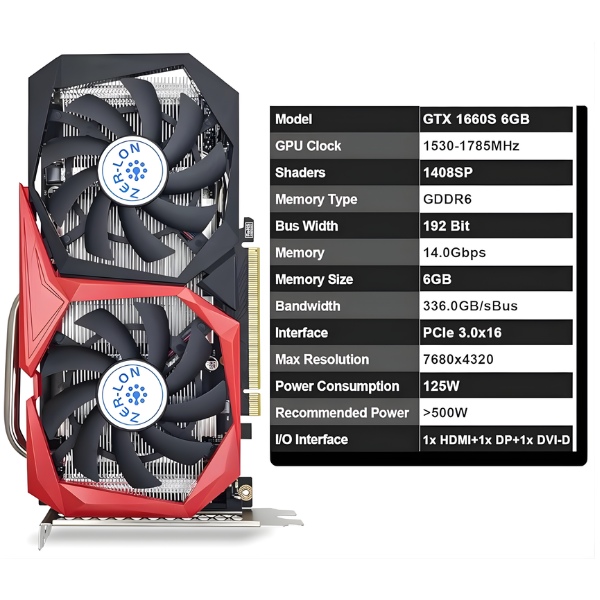 ZER-LON
ZER-LON
Model GTX 1660S 6GB
GPU Clock 1530-1785MHz
Shaders 1408SP
Memory Type GDDR6
Bus Width 192 Bit
Memory 14.0Gbps
Memory Size 6GB
Bandwidth 336.0GB/sBus
Interface PCIe 3.0x16
Max Resolution 7680x4320
Power Consumption 125W
Recommended Power >500W
I/O Interface 1x HDMI+1x DP+1x DVI-D